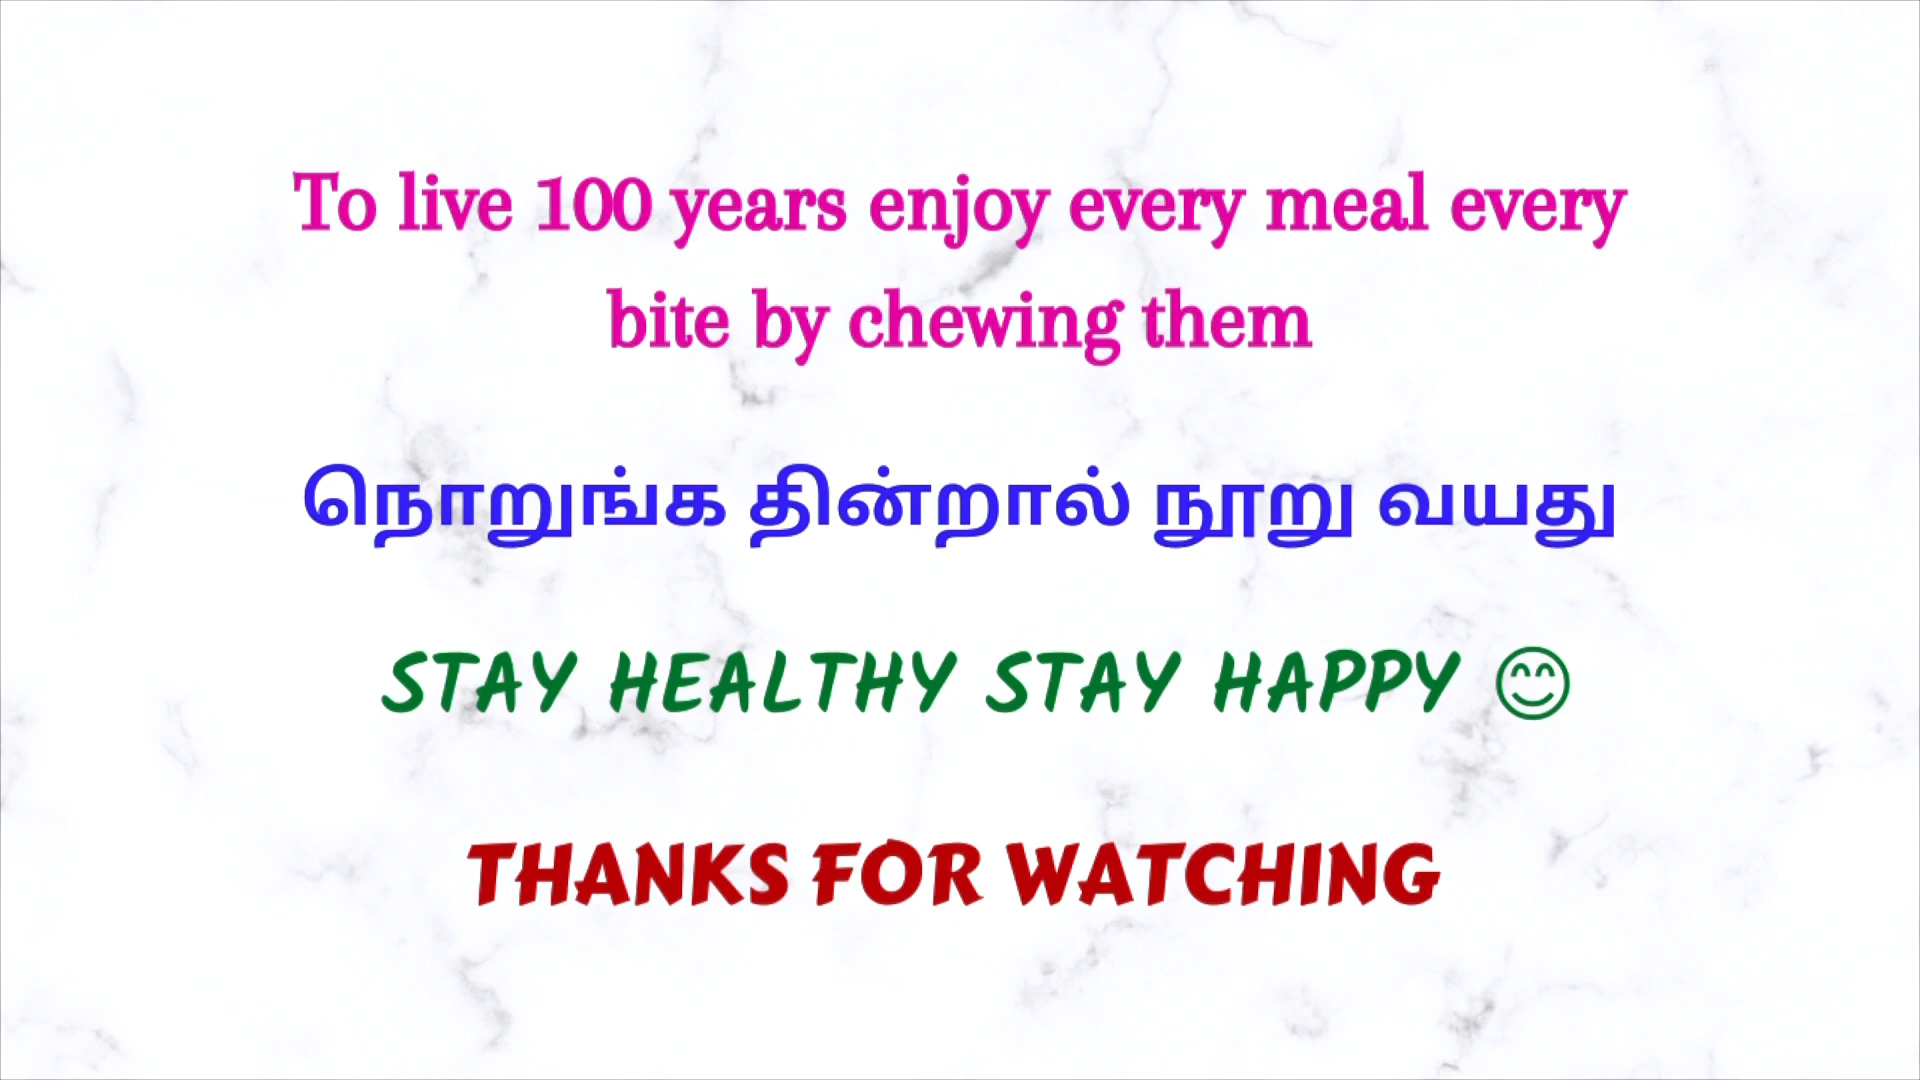 To live 100 years enjoy every meal every
bite by chewing them
நொறுங்க தின்றால் நூறு வயது
STAY HEALTHY STAY HAPPY 😊
THANKS FOR WATCHING